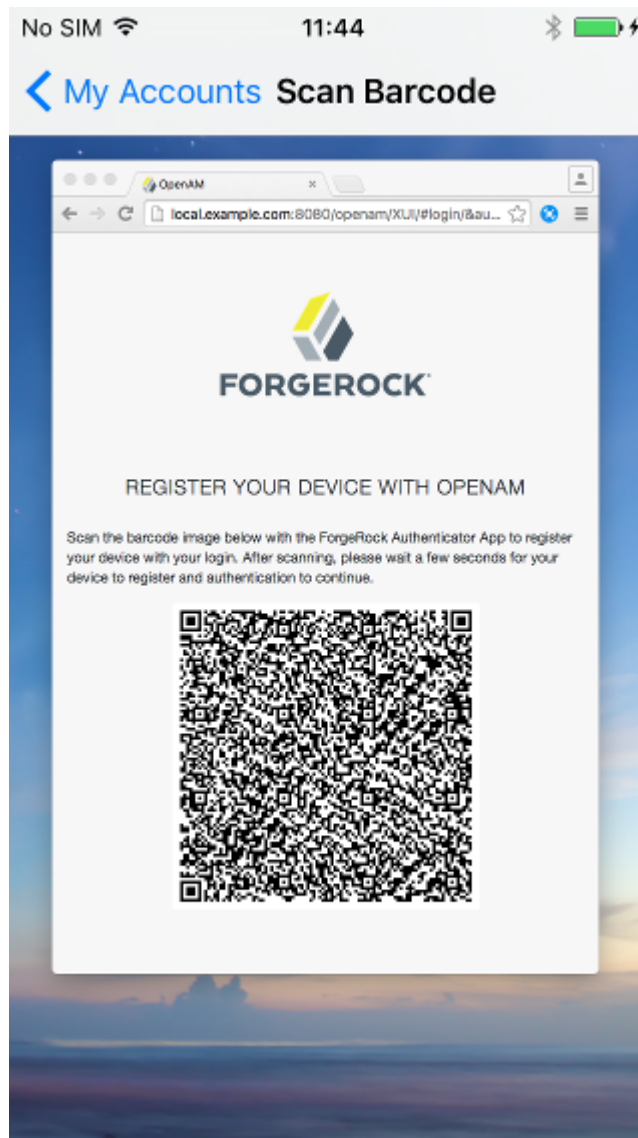 No SIM 11:44
My Accounts Scan Barcode
OpenAM
local.example.com:8080/openam/XUI/#login/&au...
FORGEROCK
REGISTER YOUR DEVICE WITH OPENAM
Scan the barcode image below with the ForgeRock Authenticator App to register
your device with your login. After scanning, please wait a few seconds for your
device to register and authentication to continue.